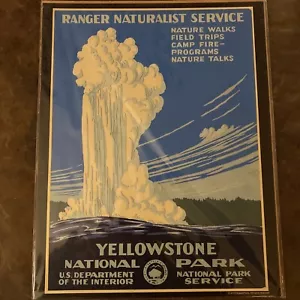 RANGER NATURALIST SERVICE
NATURE WALKS
FIELD TRIPS
CAMP FIRE-
PROGRAMS
NATURE TALKS
YELLOWSTONE
NATIONAL PARK
U.S. DEPARTMENT
OF THE INTERIOR
NATIONAL PARK
SERVICE